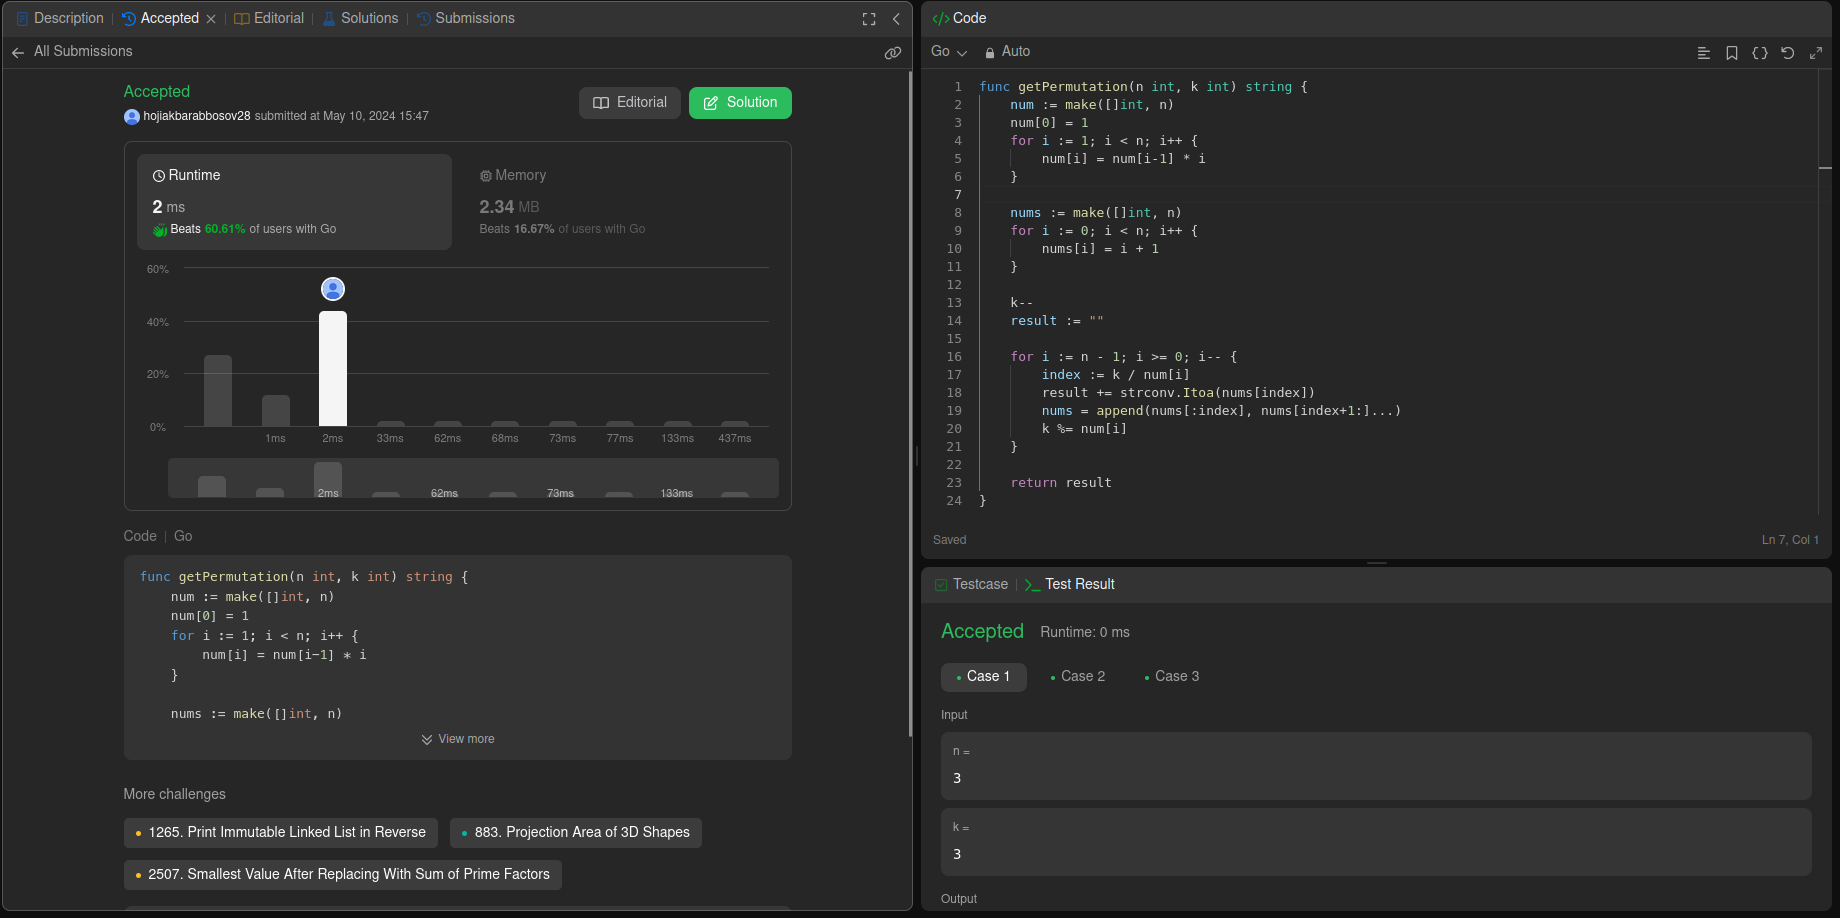 Description | Accepted × | Editorial | Solutions | Submissions
← All Submissions
Accepted
Editorial
Solution
hojiakbarabbosov28 submitted at May 10, 2024 15:47
Runtime
2 ms
Beats 60.61% of users with Go
Memory
2.34 MB
Beats 16.67% of users with Go
60%
40%
20%
0%
1ms 2ms 33ms 62ms 68ms 73ms 77ms 133ms 437ms
2ms 62ms 73ms 133ms
Code | Go
func getPermutation(n int, k int) string {
    num := make([]int, n)
    num[0] = 1
    for i := 1; i < n; i++ {
        num[i] = num[i-1] * i
    }

    nums := make([]int, n)
View more
More challenges
1265. Print Immutable Linked List in Reverse
883. Projection Area of 3D Shapes
2507. Smallest Value After Replacing With Sum of Prime Factors
</> Code
Go
Auto
1 func getPermutation(n int, k int) string {
2     num := make([]int, n)
3     num[0] = 1
4     for i := 1; i < n; i++ {
5         num[i] = num[i-1] * i
6     }
7
8     nums := make([]int, n)
9     for i := 0; i < n; i++ {
10         nums[i] = i + 1
11     }
12
13     k--
14     result := ""
15
16     for i := n - 1; i >= 0; i-- {
17         index := k / num[i]
18         result += strconv.Itoa(nums[index])
19         nums = append(nums[:index], nums[index+1:]...)
20         k %= num[i]
21     }
22
23     return result
24 }
Saved
Ln 7, Col 1
Testcase | >_ Test Result
Accepted Runtime: 0 ms
• Case 1 • Case 2 • Case 3
Input
n =
3
k =
3
Output